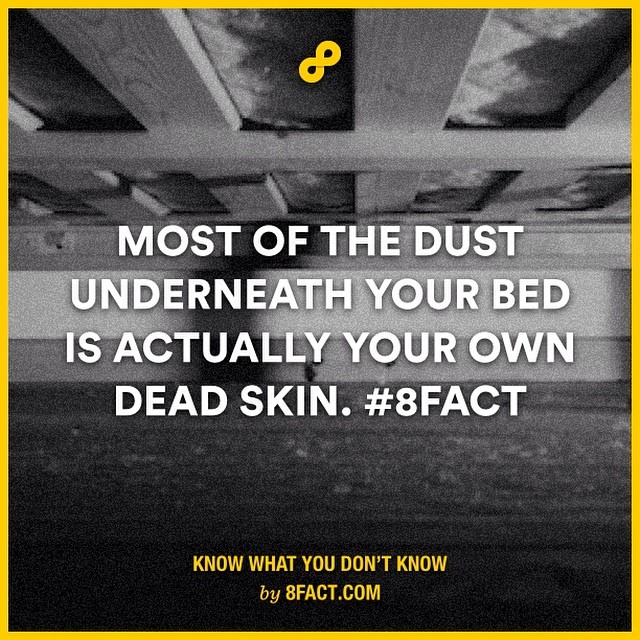 MOST OF THE DUST
UNDERNEATH YOUR BED
IS ACTUALLY YOUR OWN
DEAD SKIN. #8FACT
KNOW WHAT YOU DON'T KNOW
by 8FACT.COM